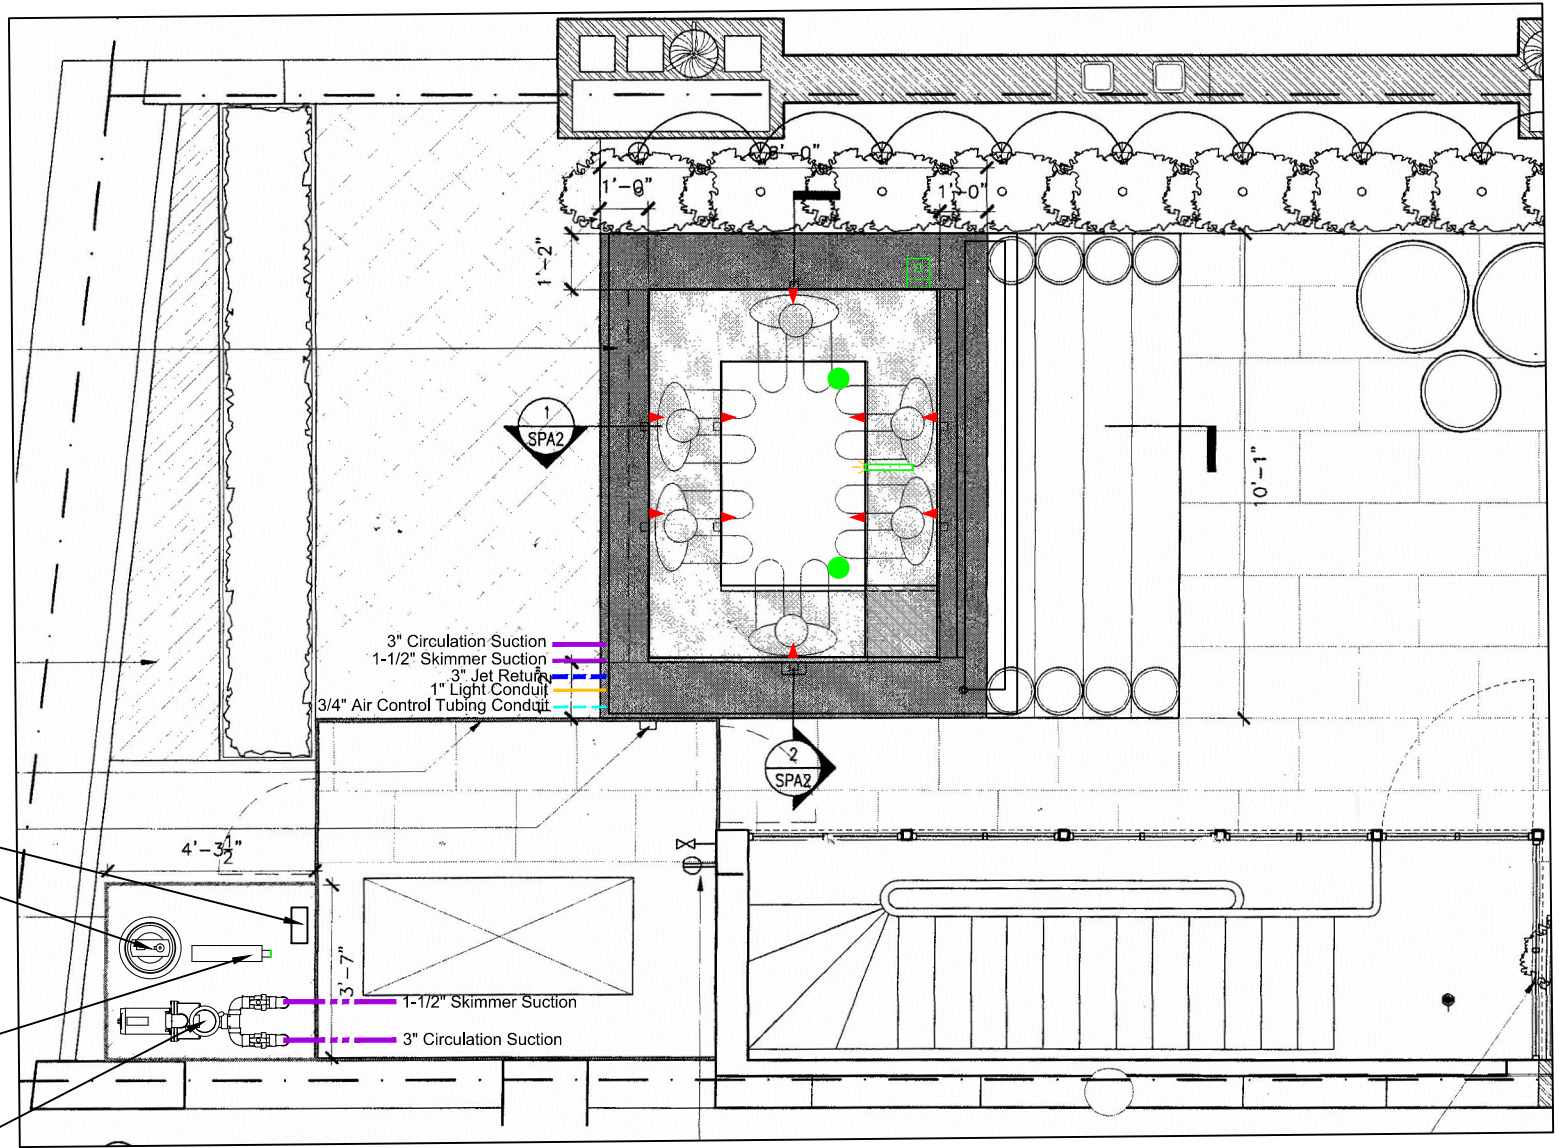 8'-0"
1'-0"
1'-0"
1'-2"
1
SPA2
10'-1"
3" Circulation Suction
1-1/2" Skimmer Suction
3" Jet Return
1" Light Conduit
3/4" Air Control Tubing Conduit
2
SPA2
4'-3½"
3'-7"
1-1/2" Skimmer Suction
3" Circulation Suction